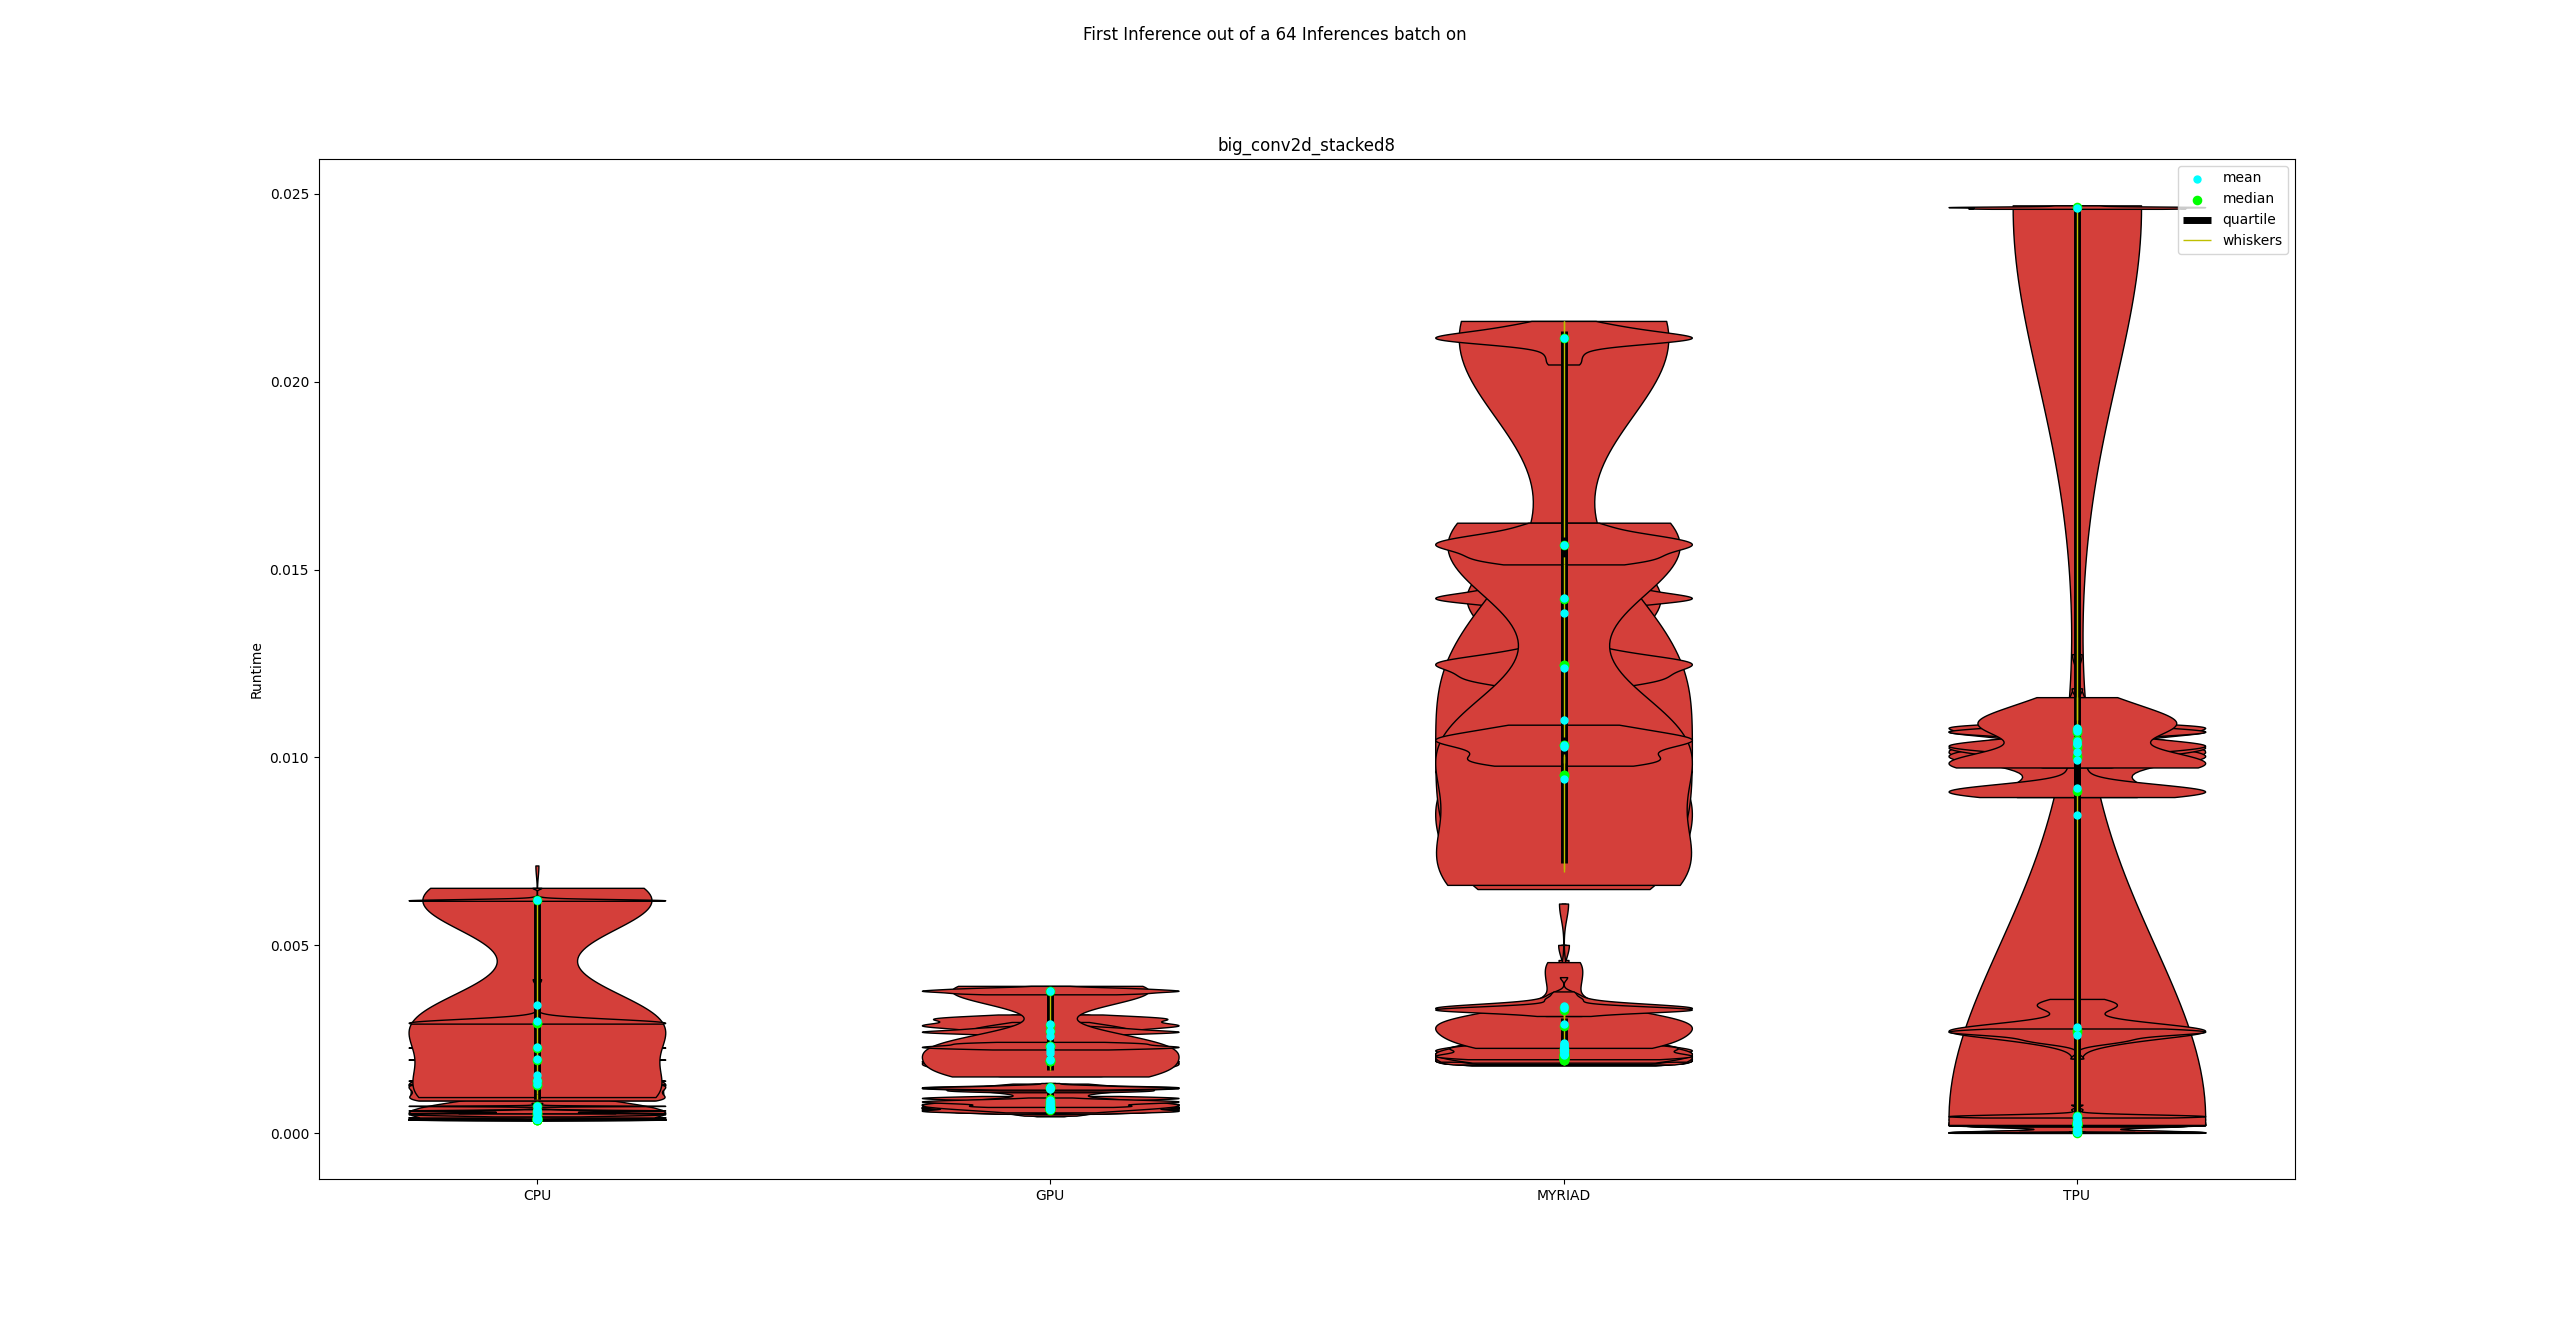 First Inference out of a 64 Inferences batch on
big_conv2d_stacked8
mean
median
quartile
whiskers
Runtime
0.025
0.020
0.015
0.010
0.005
0.000
CPU GPU MYRIAD TPU